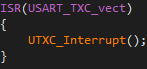 ISR(USART_TXC_vect)
{
    UTXC_Interrupt();
}